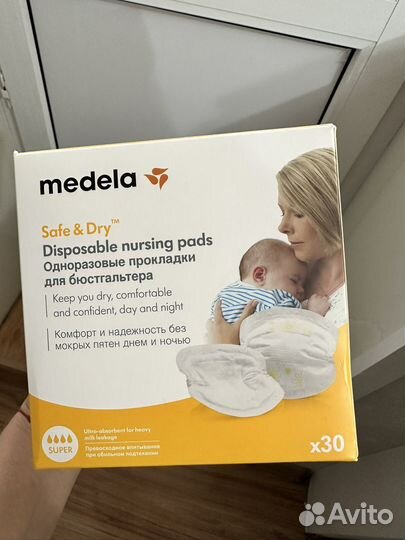 medela
Safe & Dry™
Disposable nursing pads
Одноразовые прокладки
для бюстгальтера
Keep you dry, comfortable
and confident, day and night
Комфорт и надежность без
мокрых пятен днем и ночью
SUPER
Ultra-absorbent for heavy
milk leakage
Превосходное впитывание
при обильном подтекании
x30
Avito